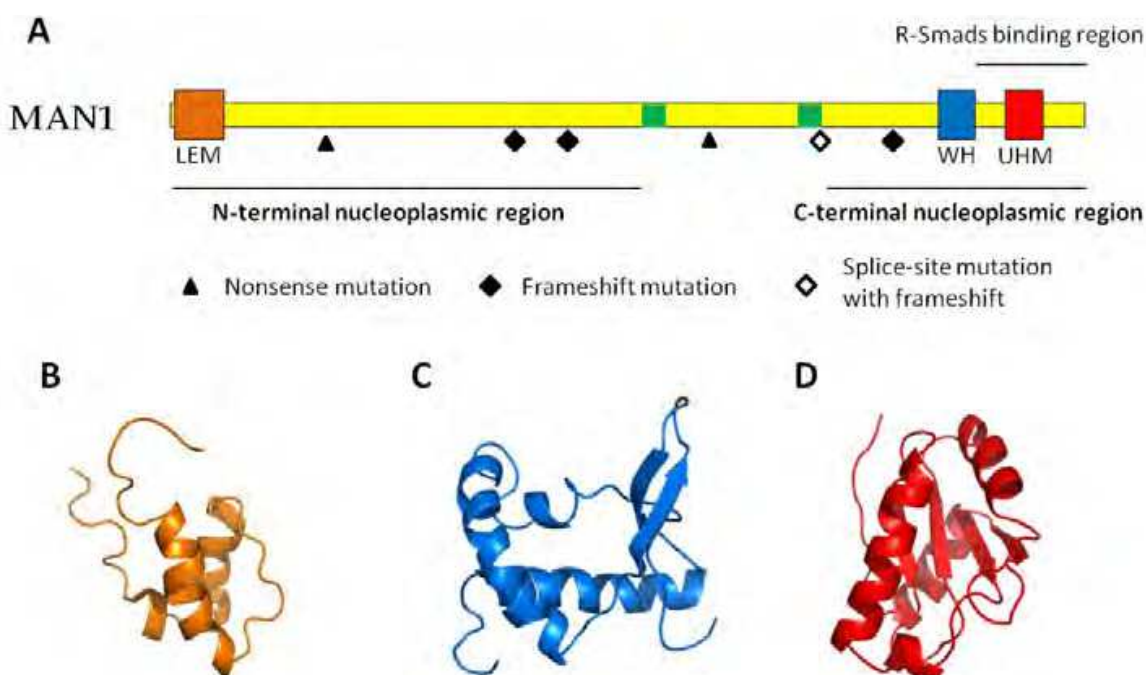 A
R-Smads binding region
MAN1
LEM
WH
UHM
N-terminal nucleoplasmic region
C-terminal nucleoplasmic region
Nonsense mutation
Frameshift mutation
Splice-site mutation
with frameshift
B
C
D